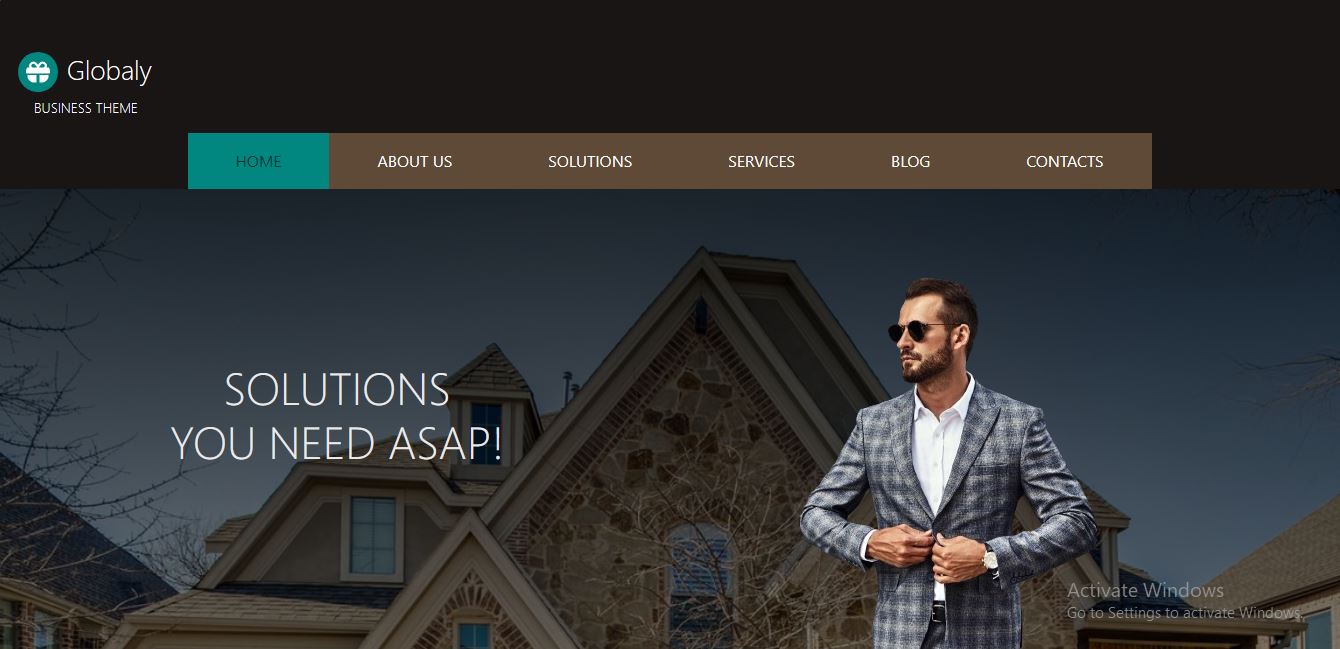 Globaly
BUSINESS THEME
HOME ABOUT US SOLUTIONS SERVICES BLOG CONTACTS
SOLUTIONS
YOU NEED ASAP!
Activate Windows
Go to Settings to activate Windows.